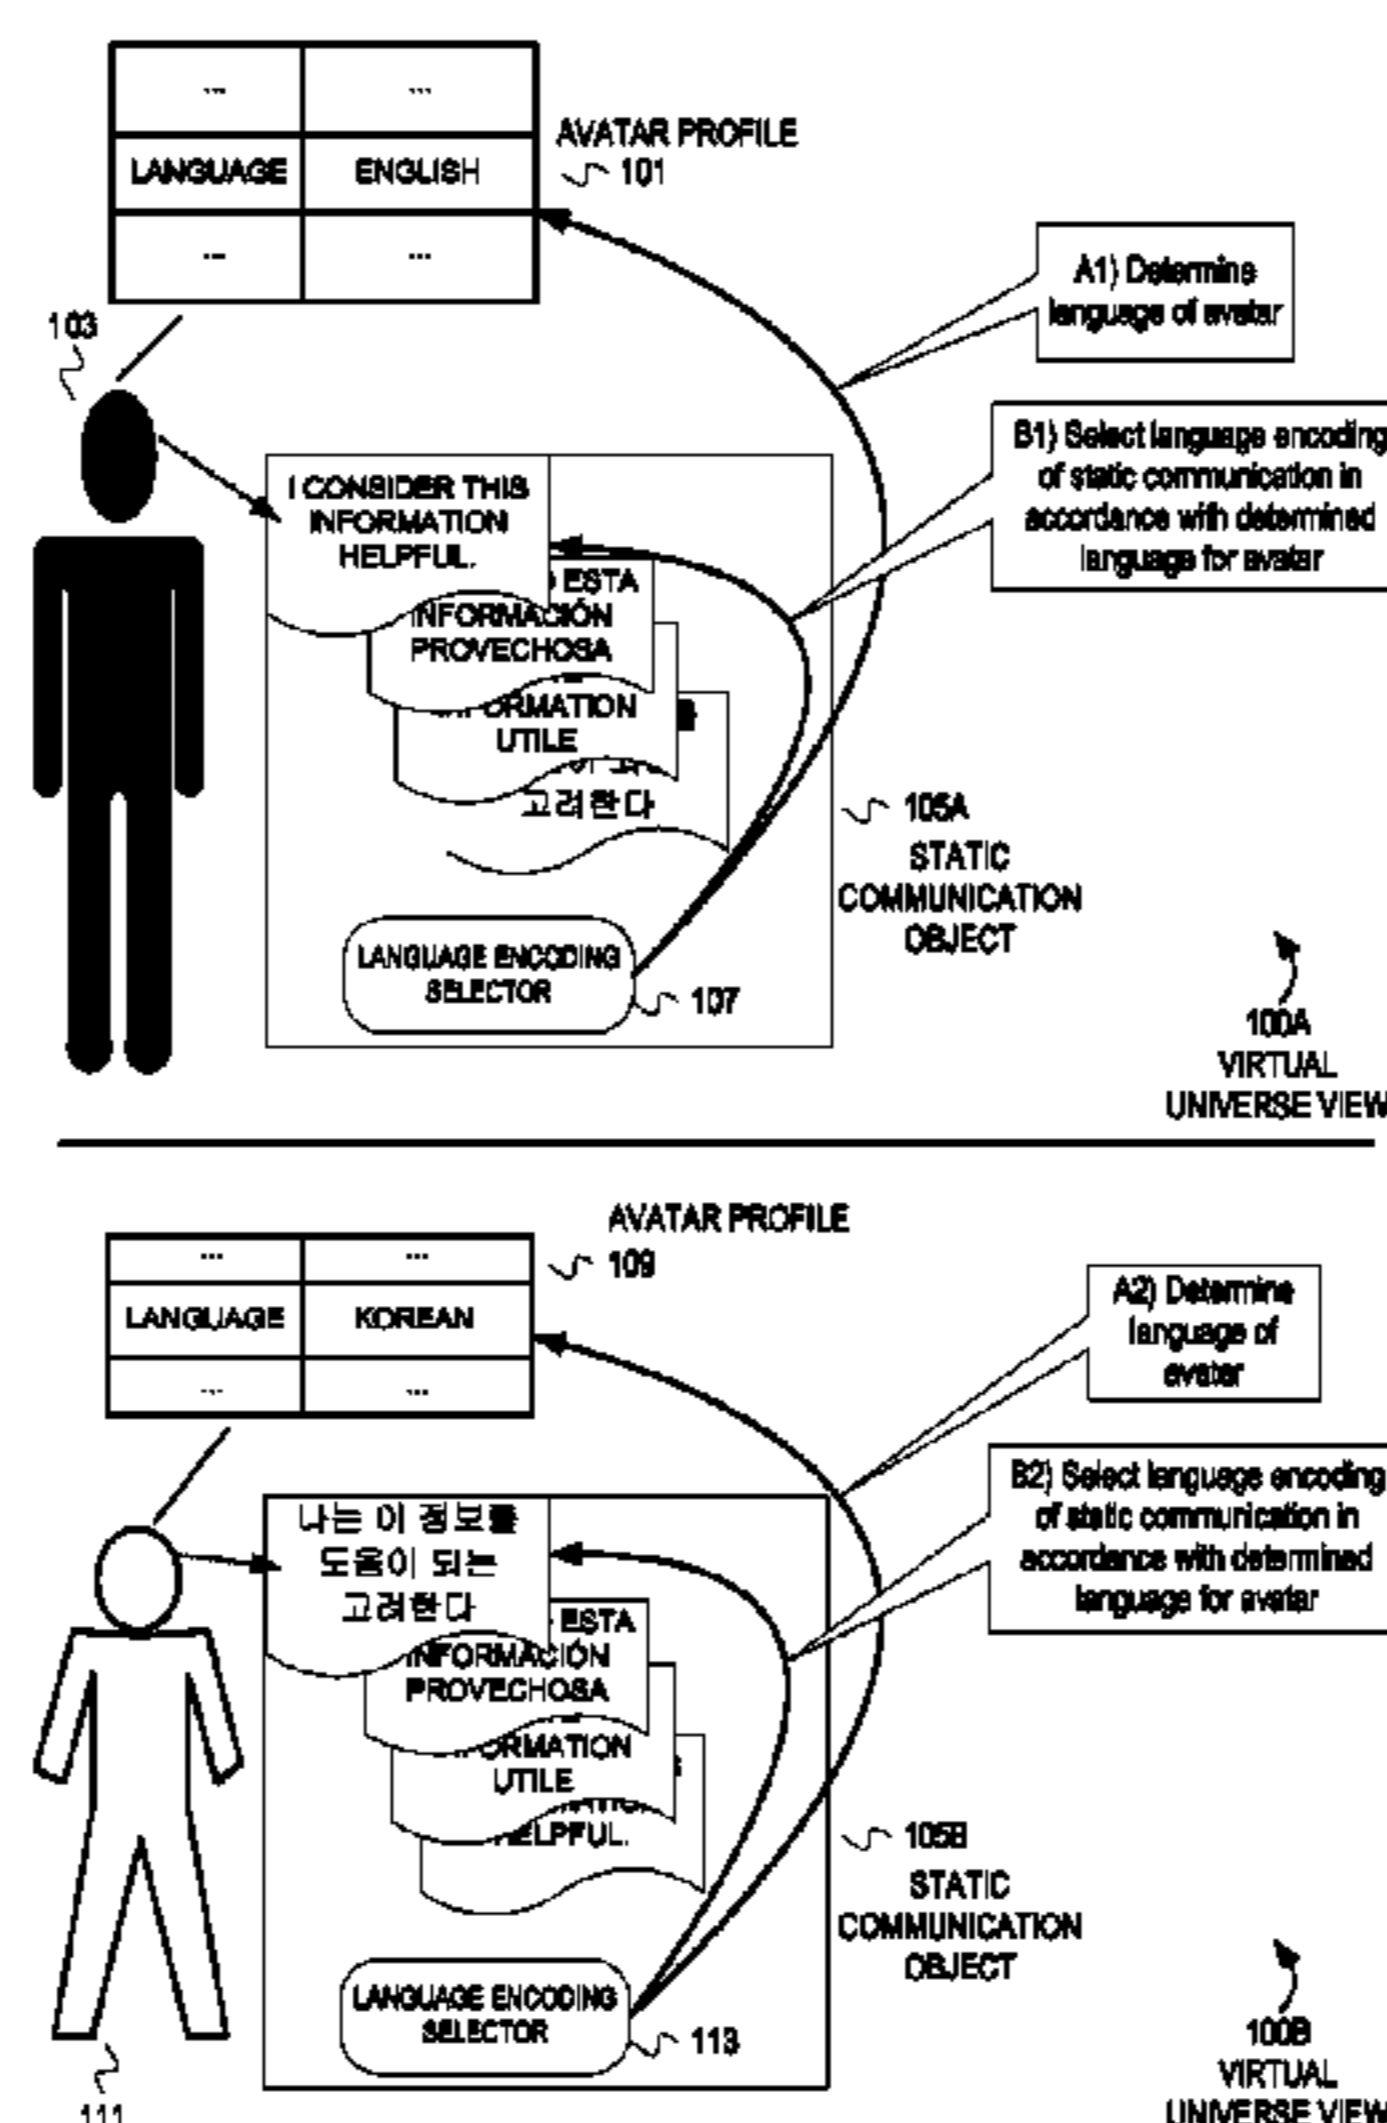 ... ...
AVATAR PROFILE
101
LANGUAGE ENGLISH
... ...
A1) Determine
language of avatar
103
B1) Select language encoding
of static communication in
accordance with determined
language for avatar
I CONSIDER THIS
INFORMATION
HELPFUL.
ESTA
INFORMACIÓN
PROVECHOSA
ORMATION
UTILE
고려한다
105A
STATIC
COMMUNICATION
OBJECT
LANGUAGE ENCODING
SELECTOR
107
100A
VIRTUAL
UNIVERSE VIEW
AVATAR PROFILE
109
... ...
LANGUAGE KOREAN
... ...
A2) Determine
language of
avatar
B2) Select language encoding
of static communication in
accordance with determined
language for avatar
나는 이 정보를
도움이 되는
고려한다
ESTA
INFORMACIÓN
PROVECHOSA
ORMATION
UTILE
HELPFUL.
105B
STATIC
COMMUNICATION
OBJECT
LANGUAGE ENCODING
SELECTOR
113
100B
VIRTUAL
UNIVERSE VIEW
111